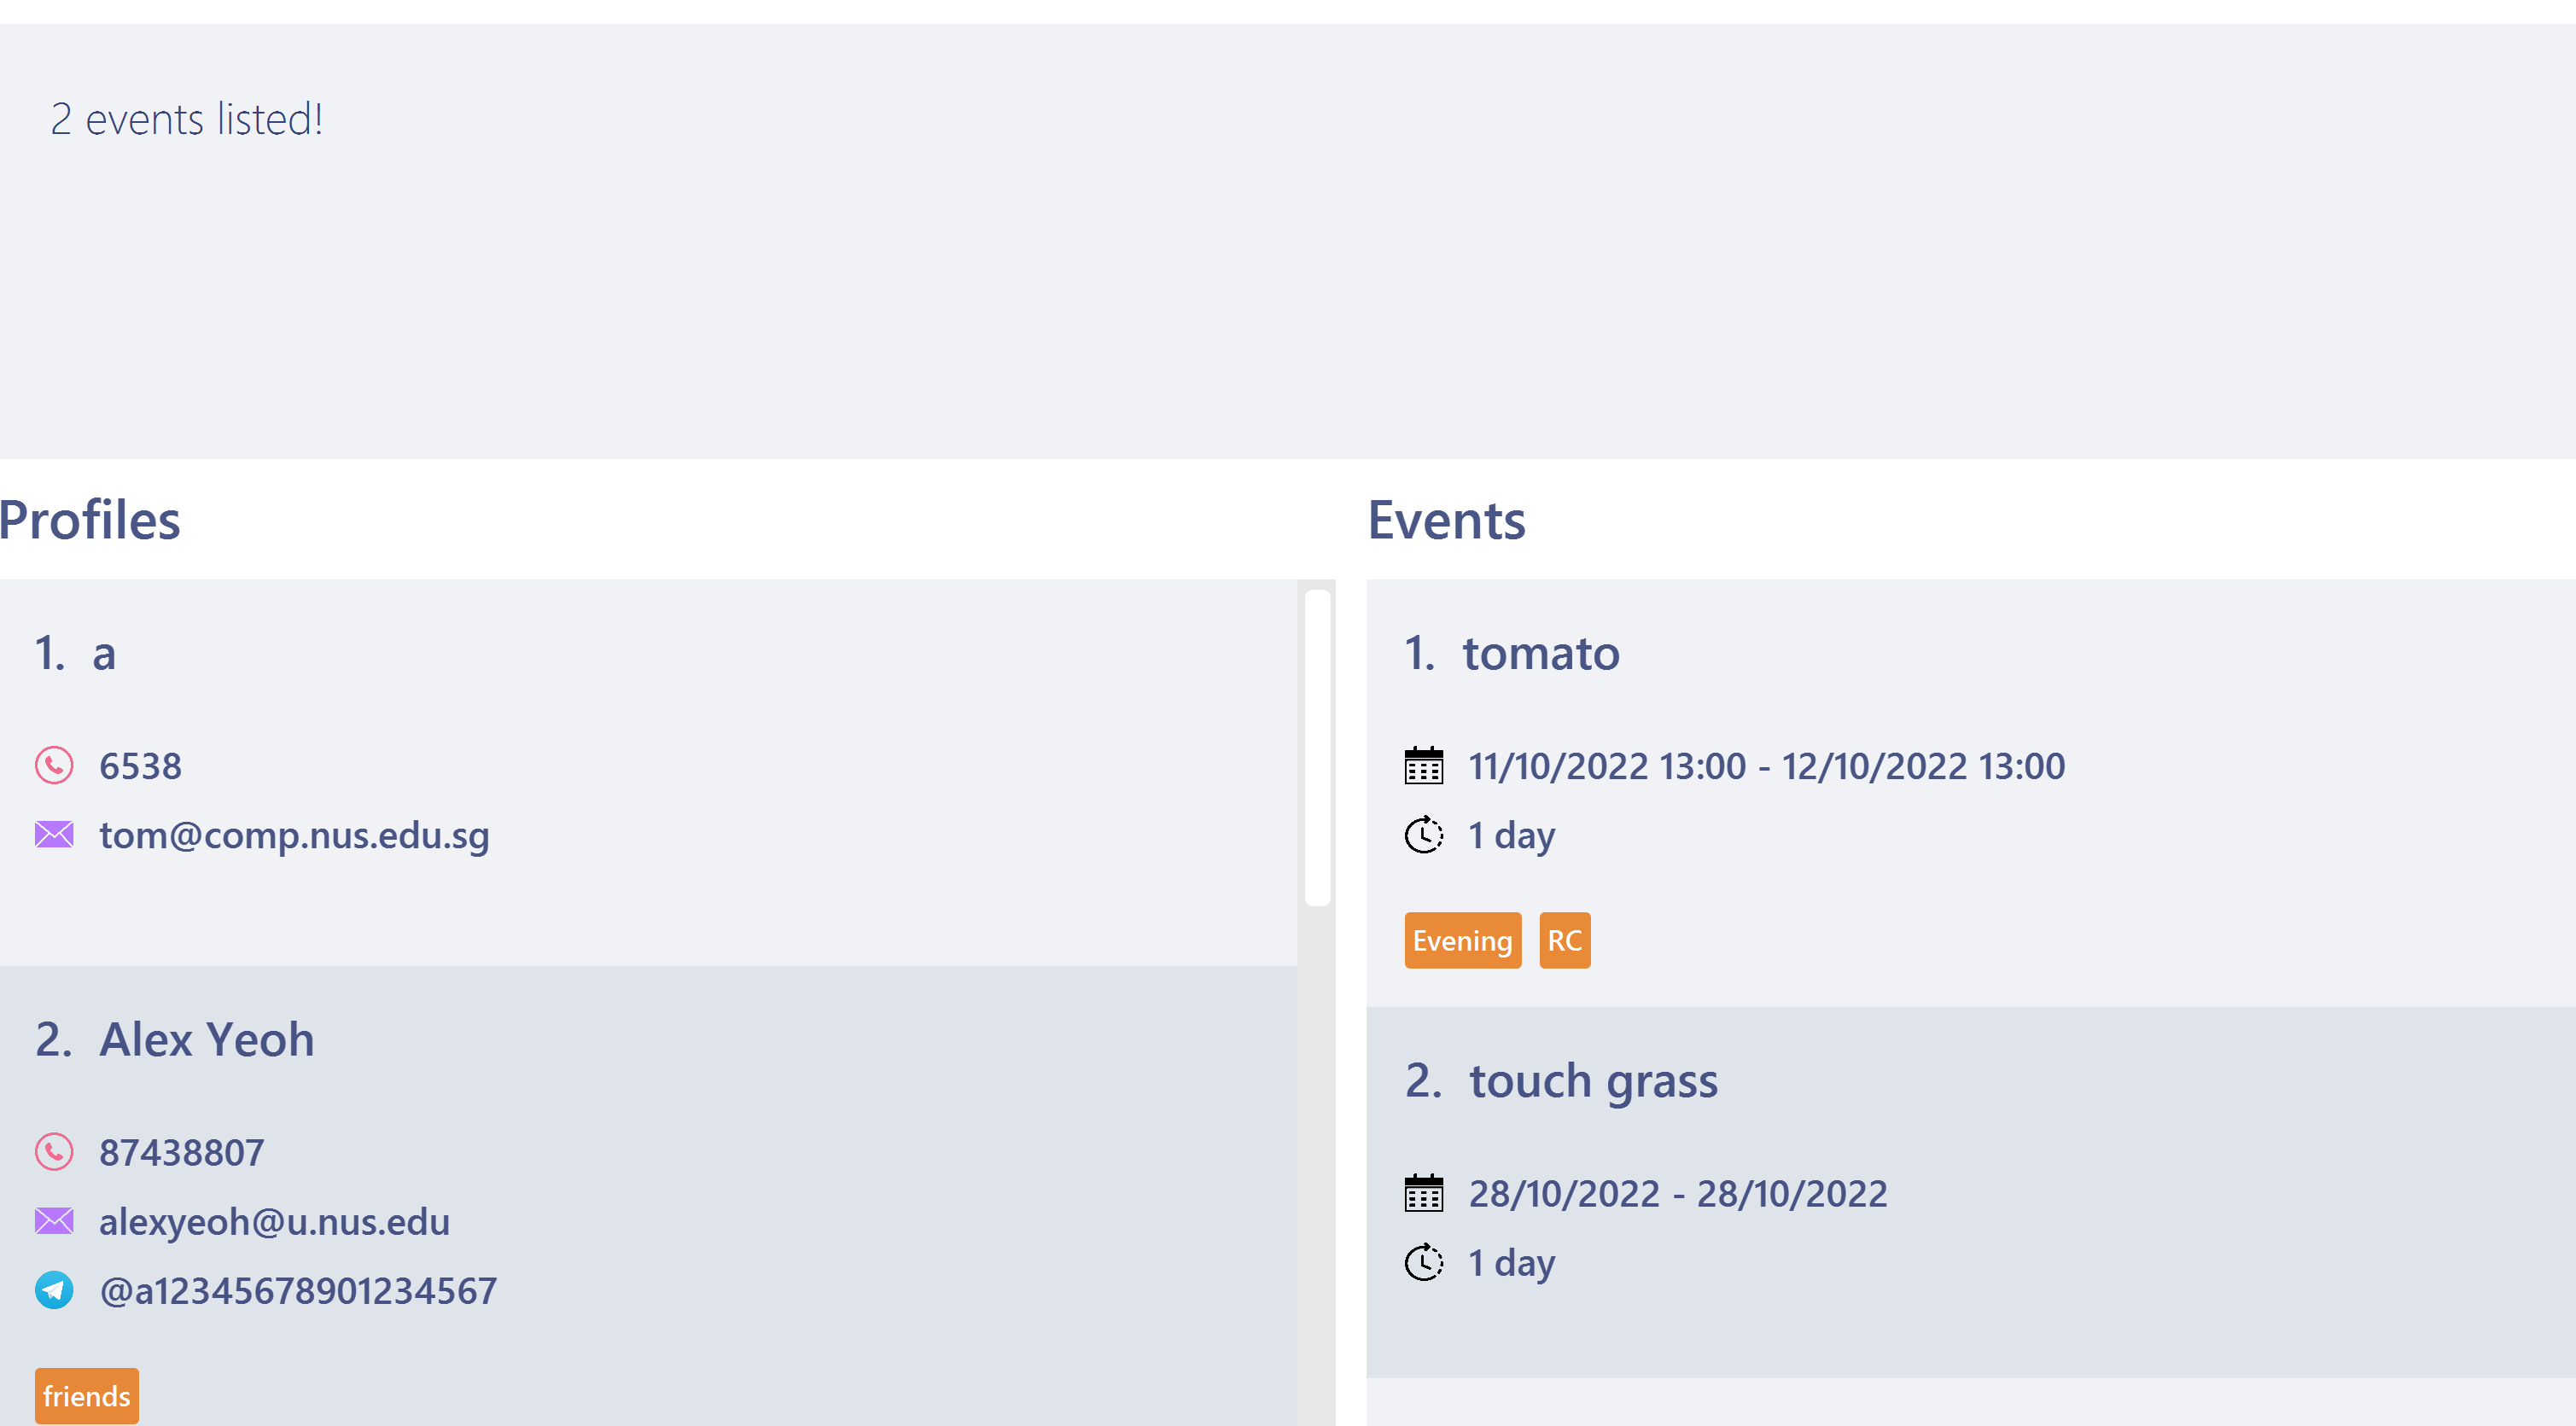 2 events listed!
Profiles
1. a
6538
tom@comp.nus.edu.sg
2. Alex Yeoh
87438807
alexyeoh@u.nus.edu
@a12345678901234567
friends
Events
1. tomato
11/10/2022 13:00 - 12/10/2022 13:00
1 day
Evening RC
2. touch grass
28/10/2022 - 28/10/2022
1 day